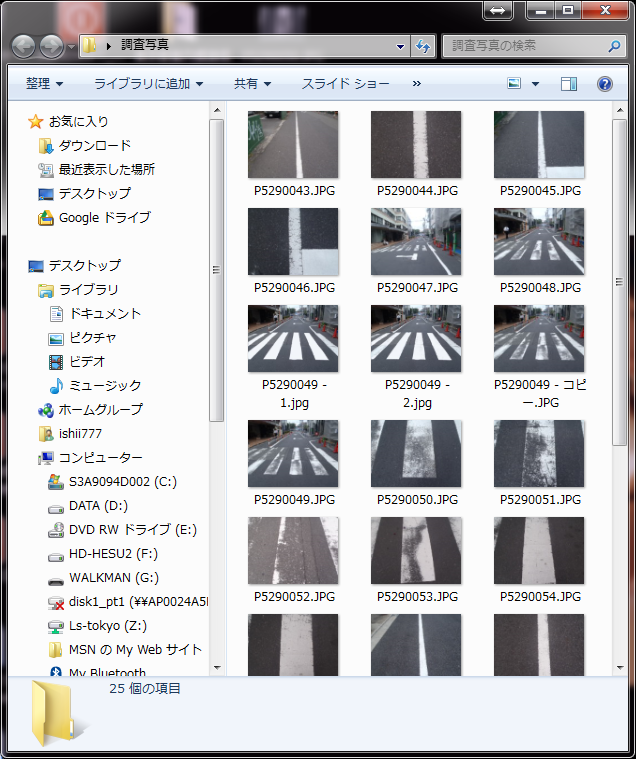 調査写真
調査写真の検索
整理 ライブラリに追加 共有 スライド ショー »
お気に入り
ダウンロード
最近表示した場所
デスクトップ
Google ドライブ
デスクトップ
ライブラリ
ドキュメント
ピクチャ
ビデオ
ミュージック
ホームグループ
ishii777
コンピューター
S3A9094D002 (C:)
DATA (D:)
DVD RW ドライブ (E:)
HD-HESU2 (F:)
WALKMAN (G:)
disk1_pt1 (¥¥AP0024A5
Ls-tokyo (Z:)
MSN の My Web サイト
My Bluetooth
P5290043.JPG P5290044.JPG P5290045.JPG
P5290046.JPG P5290047.JPG P5290048.JPG
P5290049 - P5290049 - P5290049 - コピ
1.jpg 2.jpg ー.JPG
P5290049.JPG P5290050.JPG P5290051.JPG
P5290052.JPG P5290053.JPG P5290054.JPG
25 個の項目